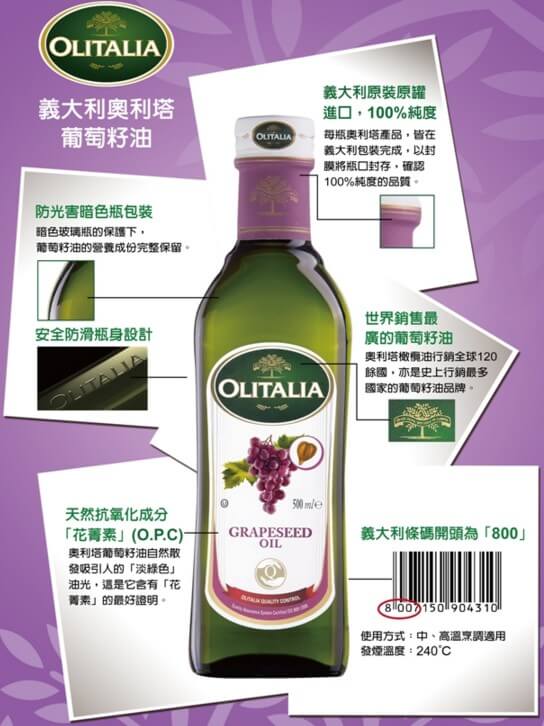 OLITALIA
義大利奧利塔
葡萄籽油
義大利原裝原罐
進口，100%純度
每瓶奧利塔產品，皆在
義大利包裝完成，以封
膜將瓶口封存，確認
100%純度的品質。
OLITALIA
防光害暗色瓶包裝
暗色玻璃瓶的保護下，
葡萄籽油的營養成份完整保留。
安全防滑瓶身設計
OLITALIA
世界銷售最
廣的葡萄籽油
奧利塔橄欖油行銷全球120
餘國，亦是史上行銷最多
國家的葡萄籽油品牌。
OLITALIA
500 ml e
GRAPESEED
OIL
Q
OLITALIA QUALITY CONTROL
天然抗氧化成分
「花菁素」(O.P.C)
奧利塔葡萄籽油自然散
發吸引人的「淡綠色」
油光，這是它含有「花
菁素」的最好證明。
義大利條碼開頭為「800」
8 007150 904310
使用方式：中、高溫烹調適用
發煙溫度：240°C